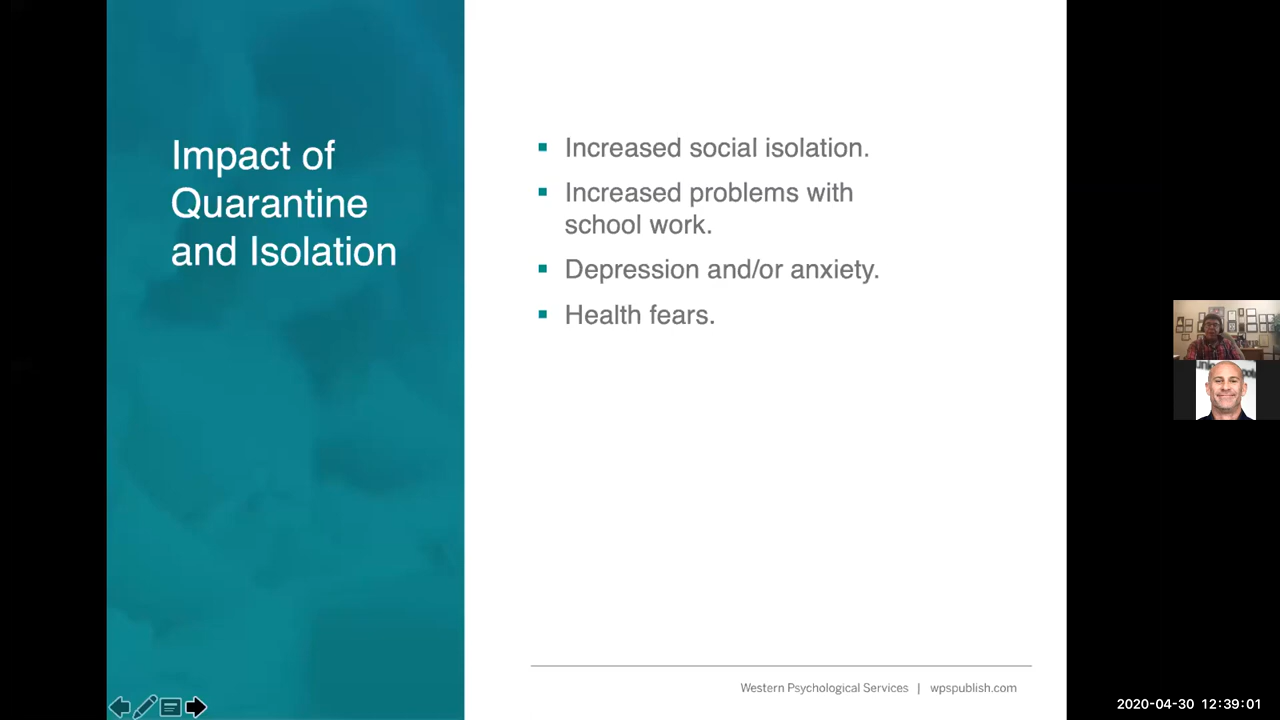 Impact of
Quarantine
and Isolation
Increased social isolation.
Increased problems with
school work.
Depression and/or anxiety.
Health fears.
Western Psychological Services | wpspublish.com
2020-04-30 12:39:01